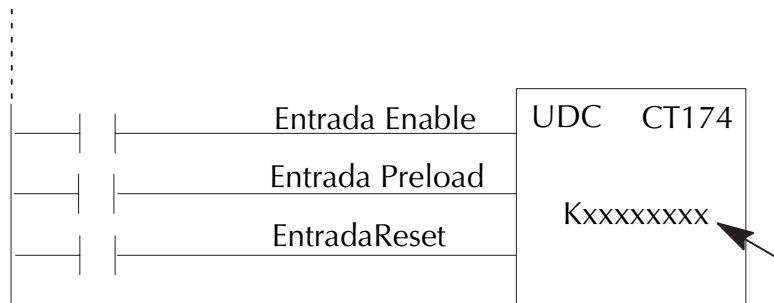 Entrada Enable
UDC CT174
Entrada Preload
Kxxxxxxxx
EntradaReset